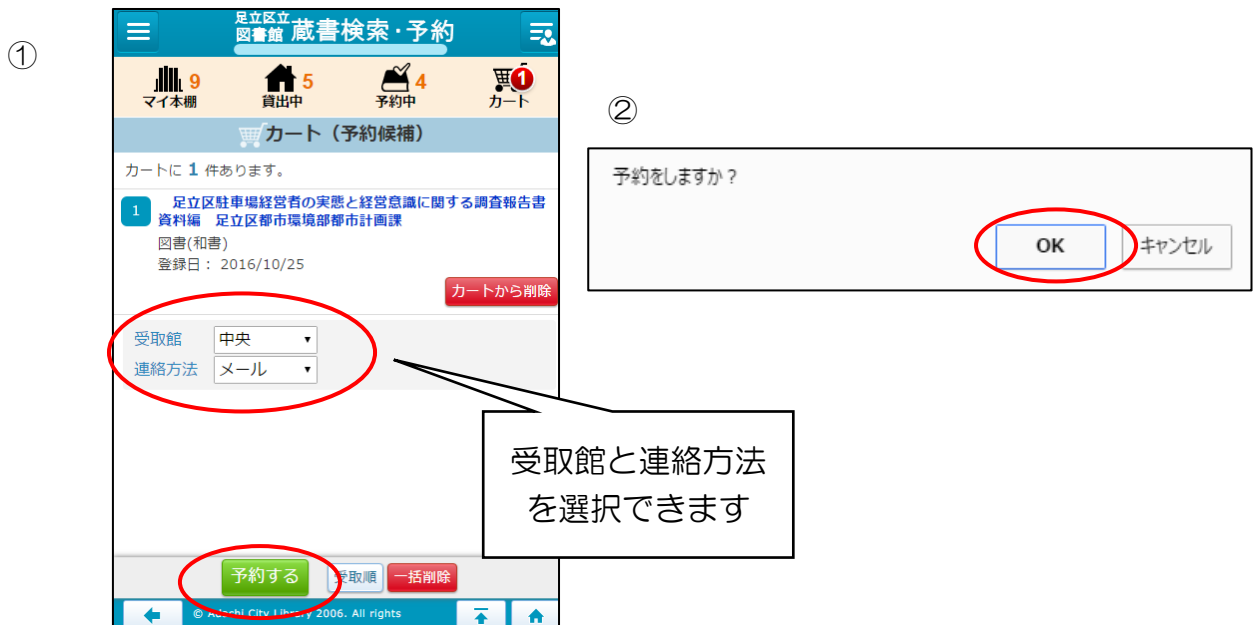 ①
足立区立
図書館 蔵書検索・予約
9 5 4 1
マイ本棚 貸出中 予約中 カート
カート（予約候補）
カートに 1 件あります。
1 足立区駐車場経営者の実態と経営意識に関する調査報告書
資料編 足立区都市環境部都市計画課
図書(和書)
登録日： 2016/10/25
カートから削除
受取館 中央
連絡方法 メール
受取館と連絡方法
を選択できます
予約する 受取順 一括削除
© Adachi City Library 2006. All rights
②
予約をしますか？
OK キャンセル